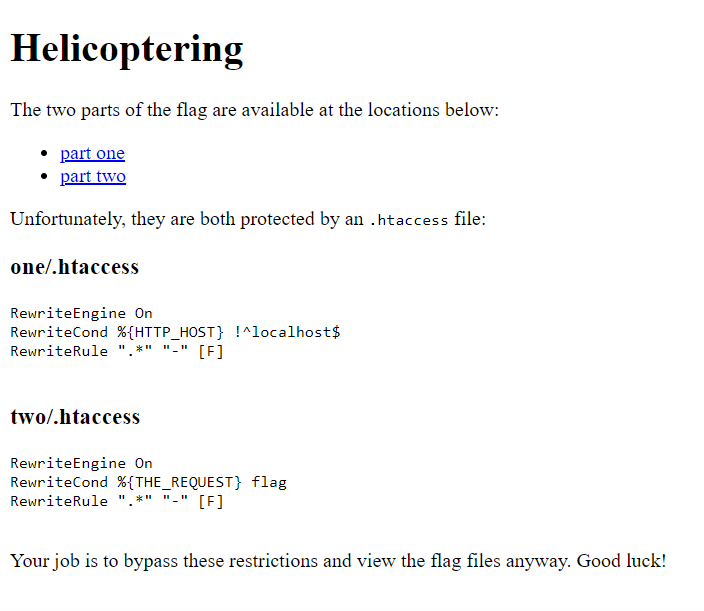 Helicoptering
The two parts of the flag are available at the locations below:
part one
part two
Unfortunately, they are both protected by an .htaccess file:
one/.htaccess
RewriteEngine On
RewriteCond %{HTTP_HOST} !^localhost$
RewriteRule ".*" "-" [F]
two/.htaccess
RewriteEngine On
RewriteCond %{THE_REQUEST} flag
RewriteRule ".*" "-" [F]
Your job is to bypass these restrictions and view the flag files anyway. Good luck!